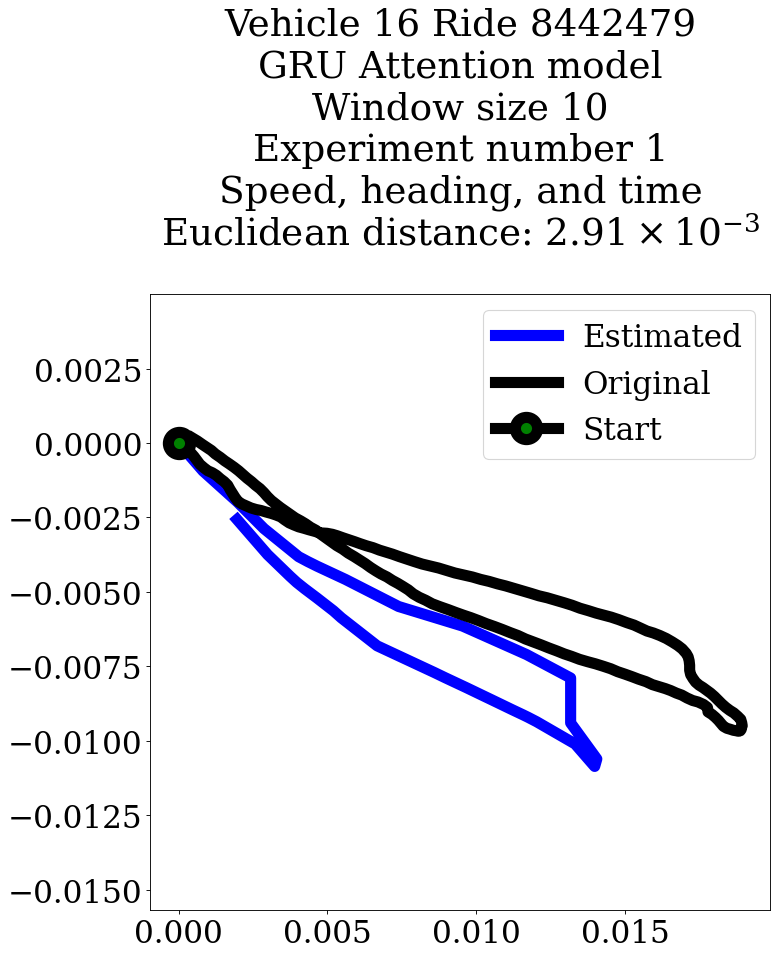 Vehicle 16 Ride 8442479
GRU Attention model
Window size 10
Experiment number 1
Speed, heading, and time
Euclidean distance: 2.91 × 10⁻³
Estimated
Original
Start
0.0025
0.0000
−0.0025
−0.0050
−0.0075
−0.0100
−0.0125
−0.0150
0.000 0.005 0.010 0.015